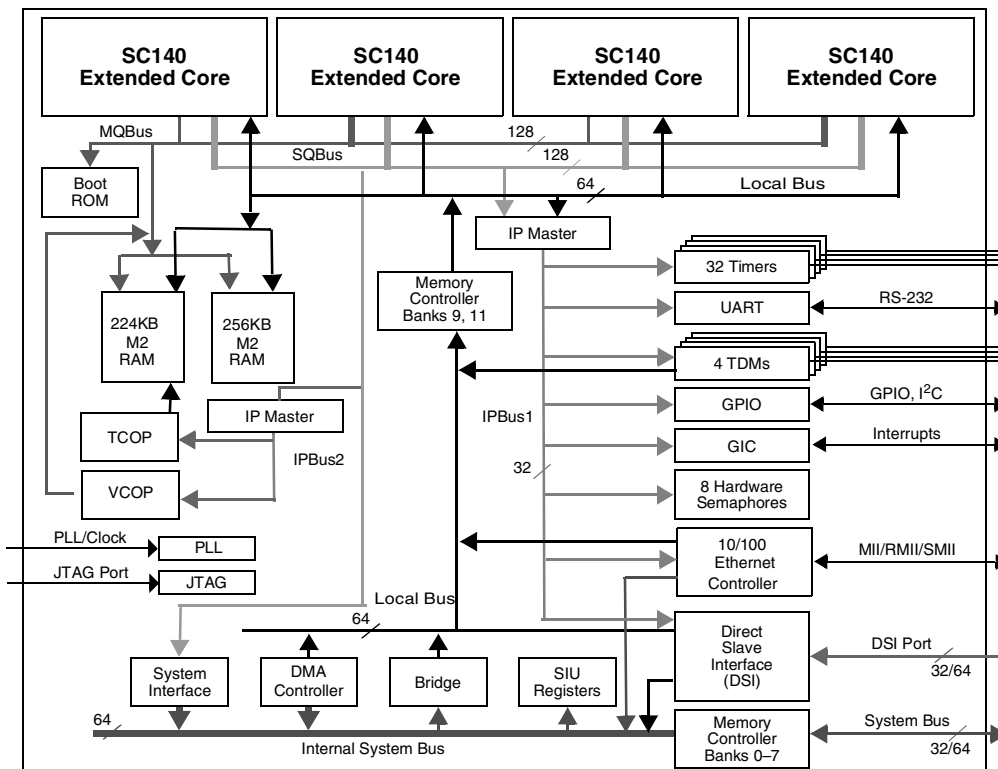 SC140
Extended Core
SC140
Extended Core
SC140
Extended Core
SC140
Extended Core
MQBus
128
SQBus
128
64
Local Bus
Boot
ROM
IP Master
32 Timers
Memory
Controller
Banks 9, 11
UART
RS-232
224KB
M2
RAM
256KB
M2
RAM
4 TDMs
GPIO
GPIO, I²C
IP Master
IPBus1
TCOP
GIC
Interrupts
IPBus2
32
VCOP
8 Hardware
Semaphores
PLL/Clock
PLL
10/100
Ethernet
Controller
MII/RMII/SMII
JTAG Port
JTAG
Local Bus
64
Direct
Slave
Interface
(DSI)
DSI Port
32/64
System
Interface
DMA
Controller
Bridge
SIU
Registers
64
Internal System Bus
Memory
Controller
Banks 0–7
System Bus
32/64